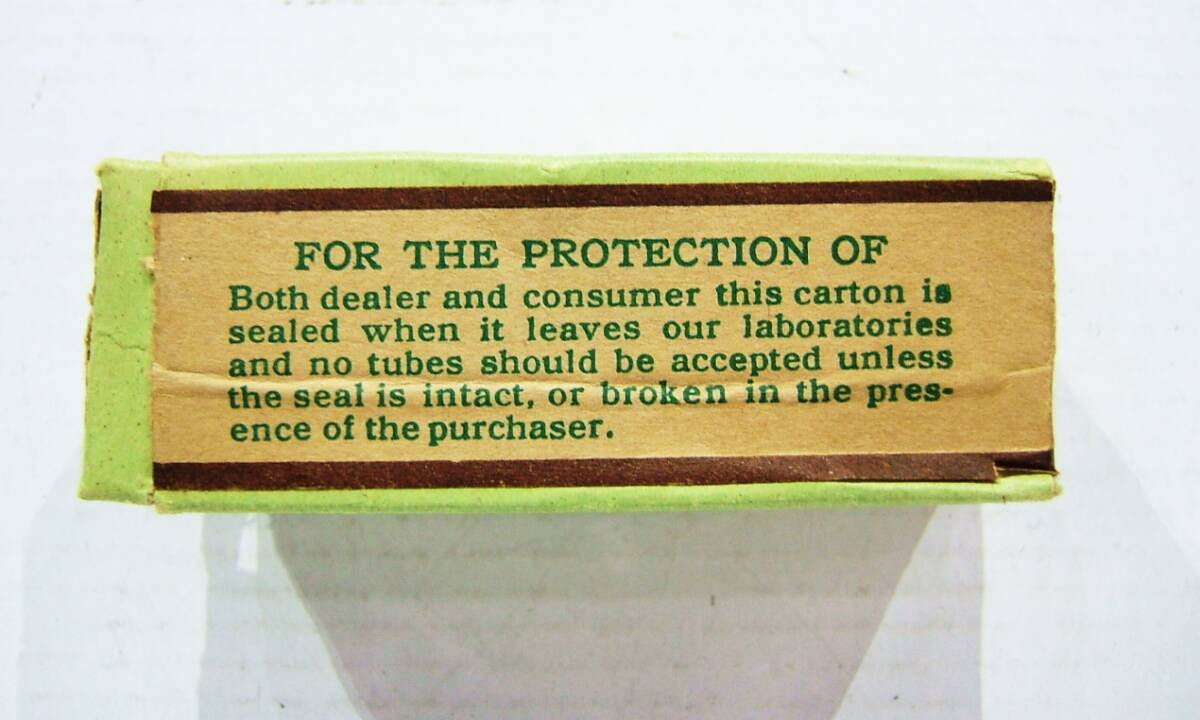 FOR THE PROTECTION OF
Both dealer and consumer this carton is
sealed when it leaves our laboratories
and no tubes should be accepted unless
the seal is intact, or broken in the pres-
ence of the purchaser.